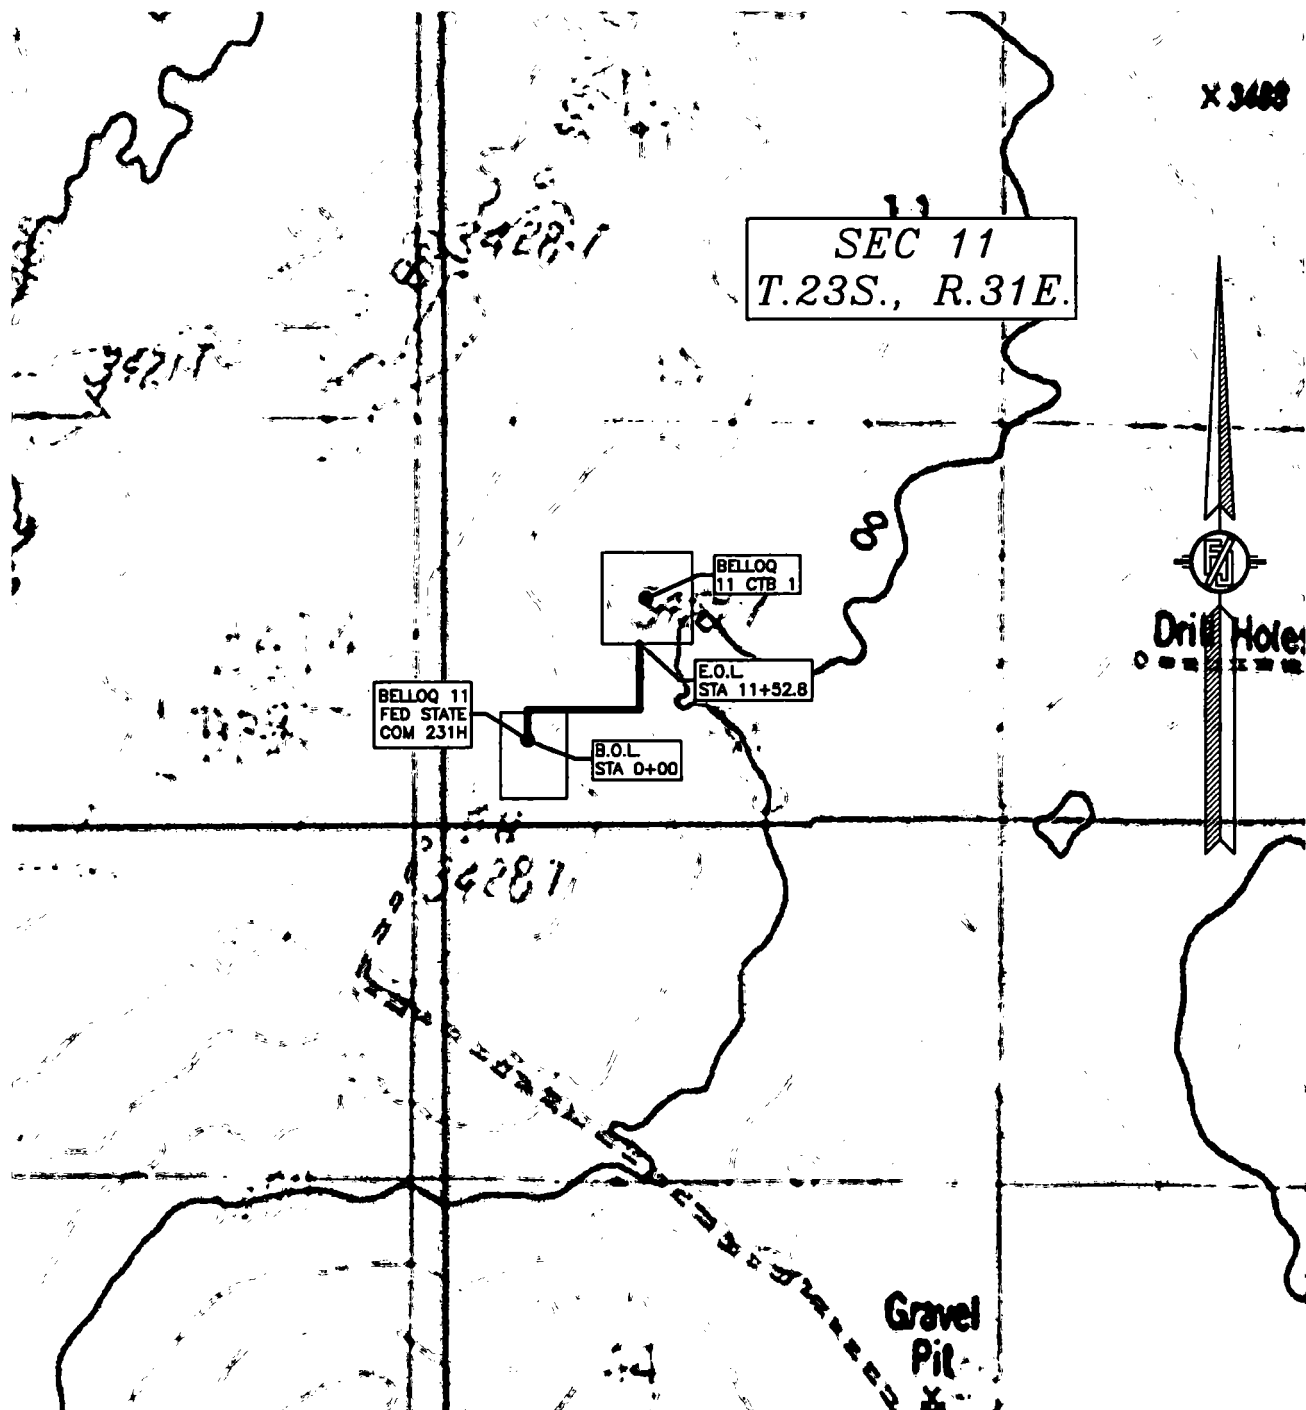 SEC 11
T.23S., R.31E.
3428T
BELLOQ
11 CTB 1
Drill Holes
E.O.L.
STA 11+52.8
BELLOQ 11
FED STATE
COM 231H
B.O.L.
STA 0+00
Gravel
Pit